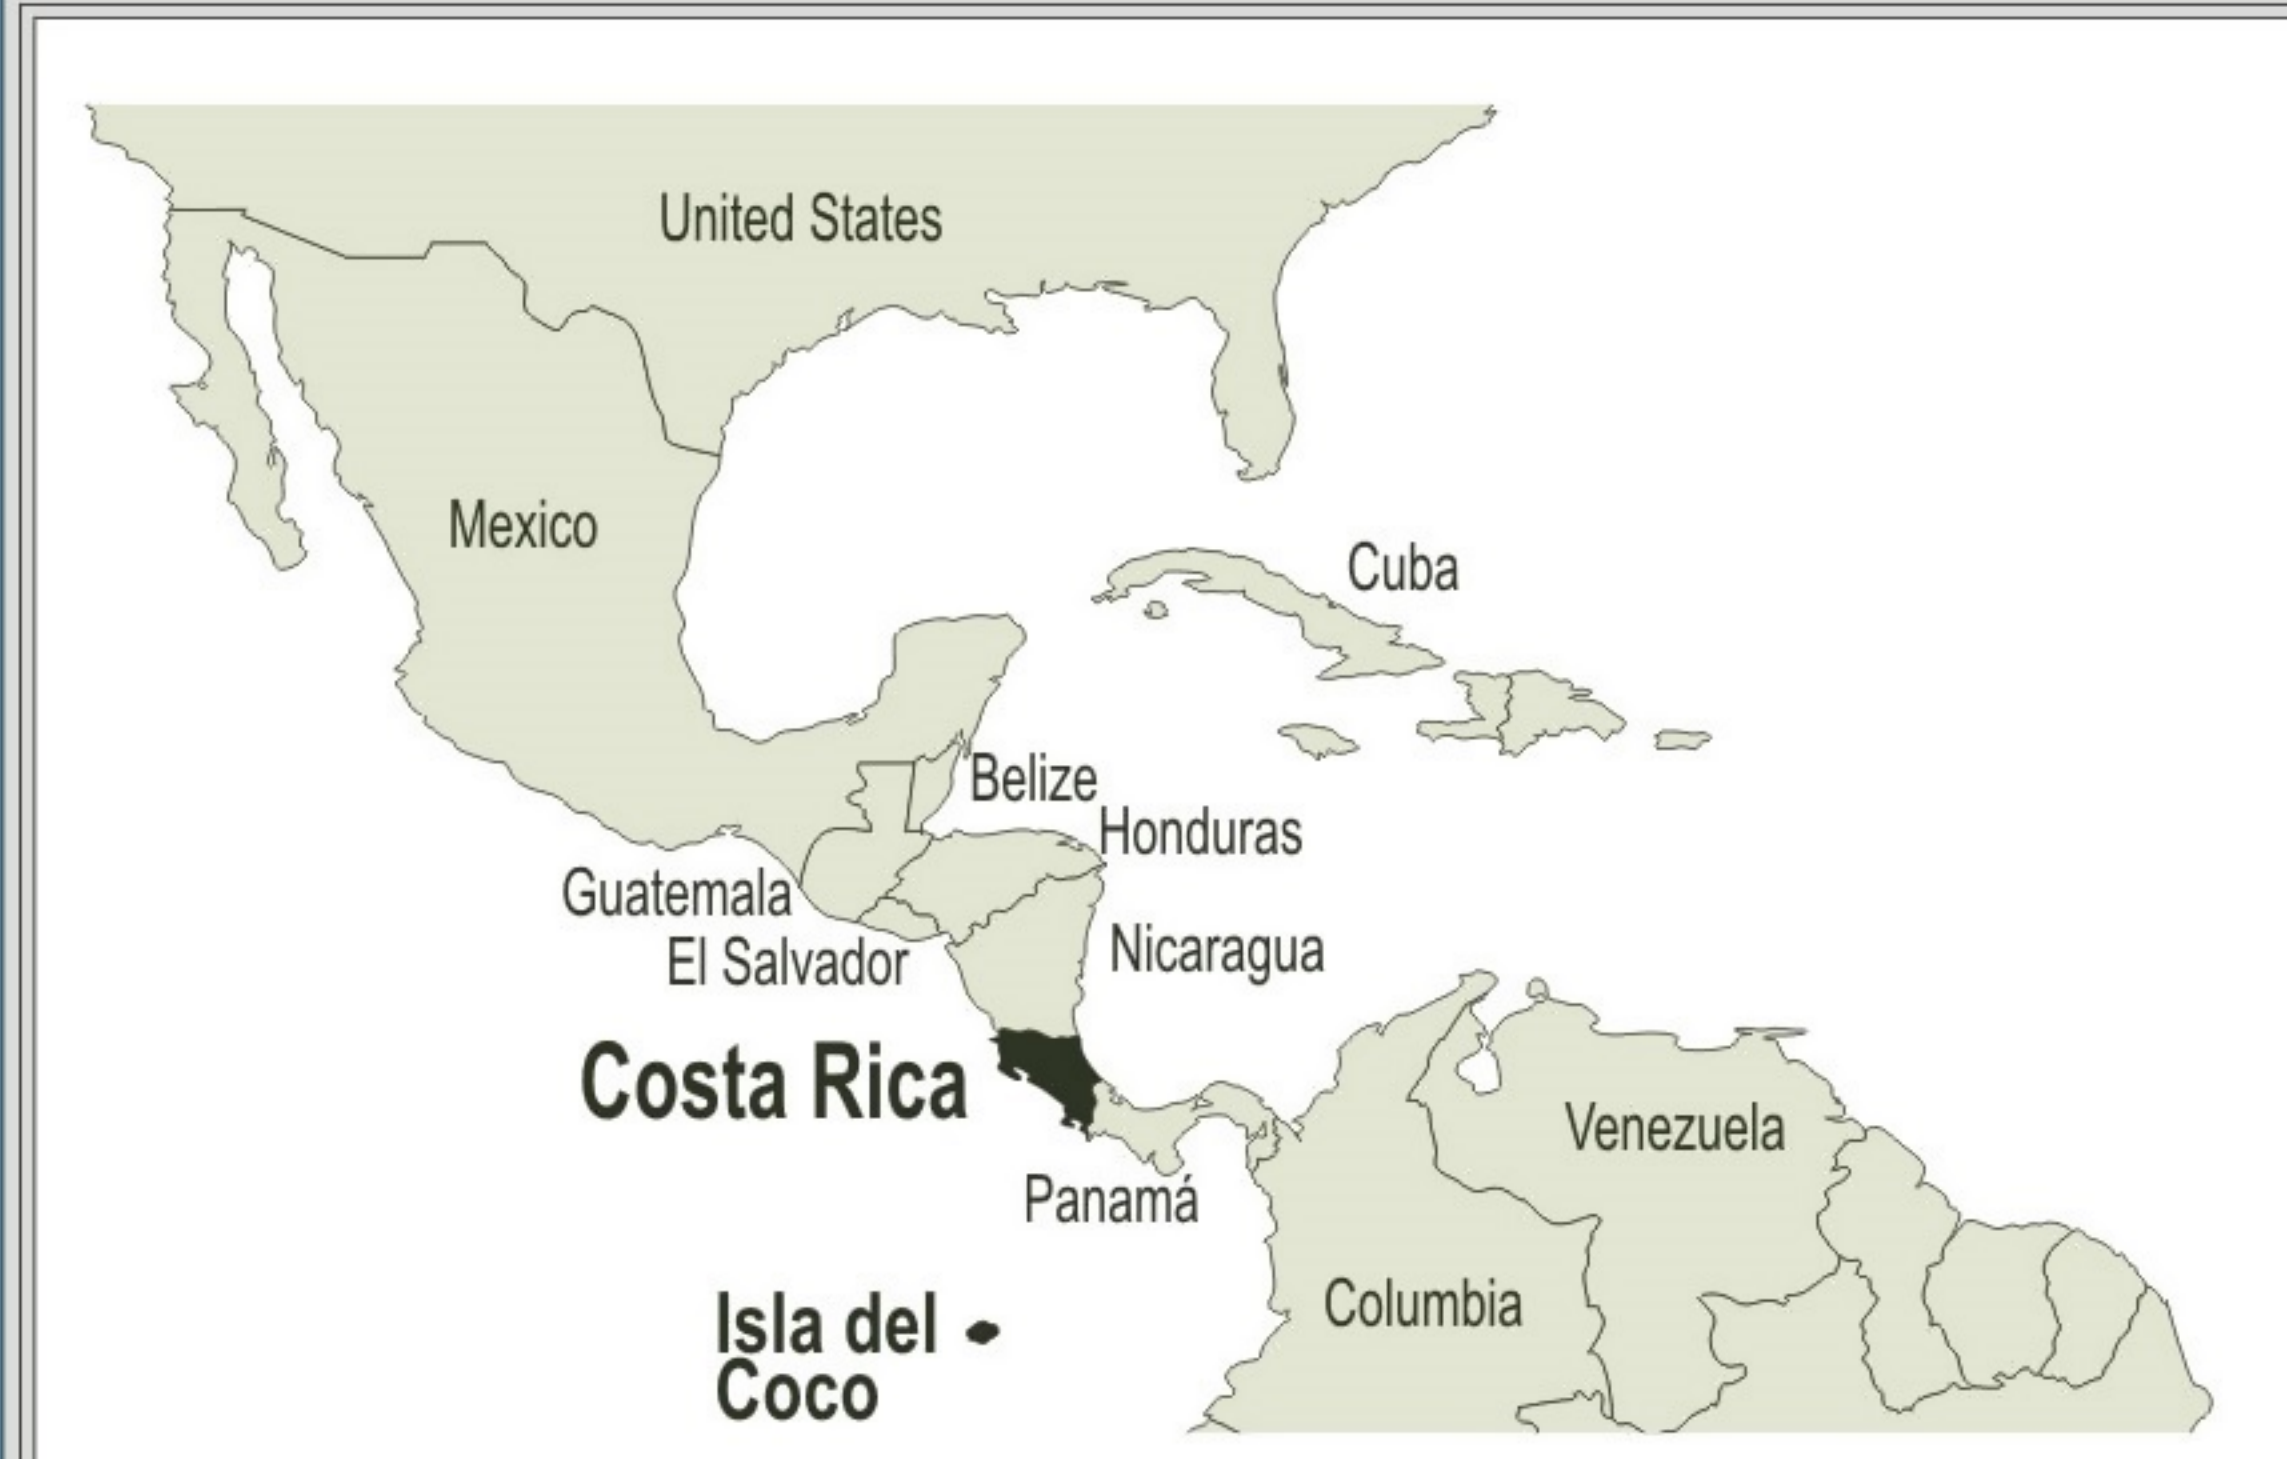 United States
Mexico
Cuba
Belize
Honduras
Guatemala
El Salvador
Nicaragua
Costa Rica
Venezuela
Panamá
Columbia
Isla del
Coco